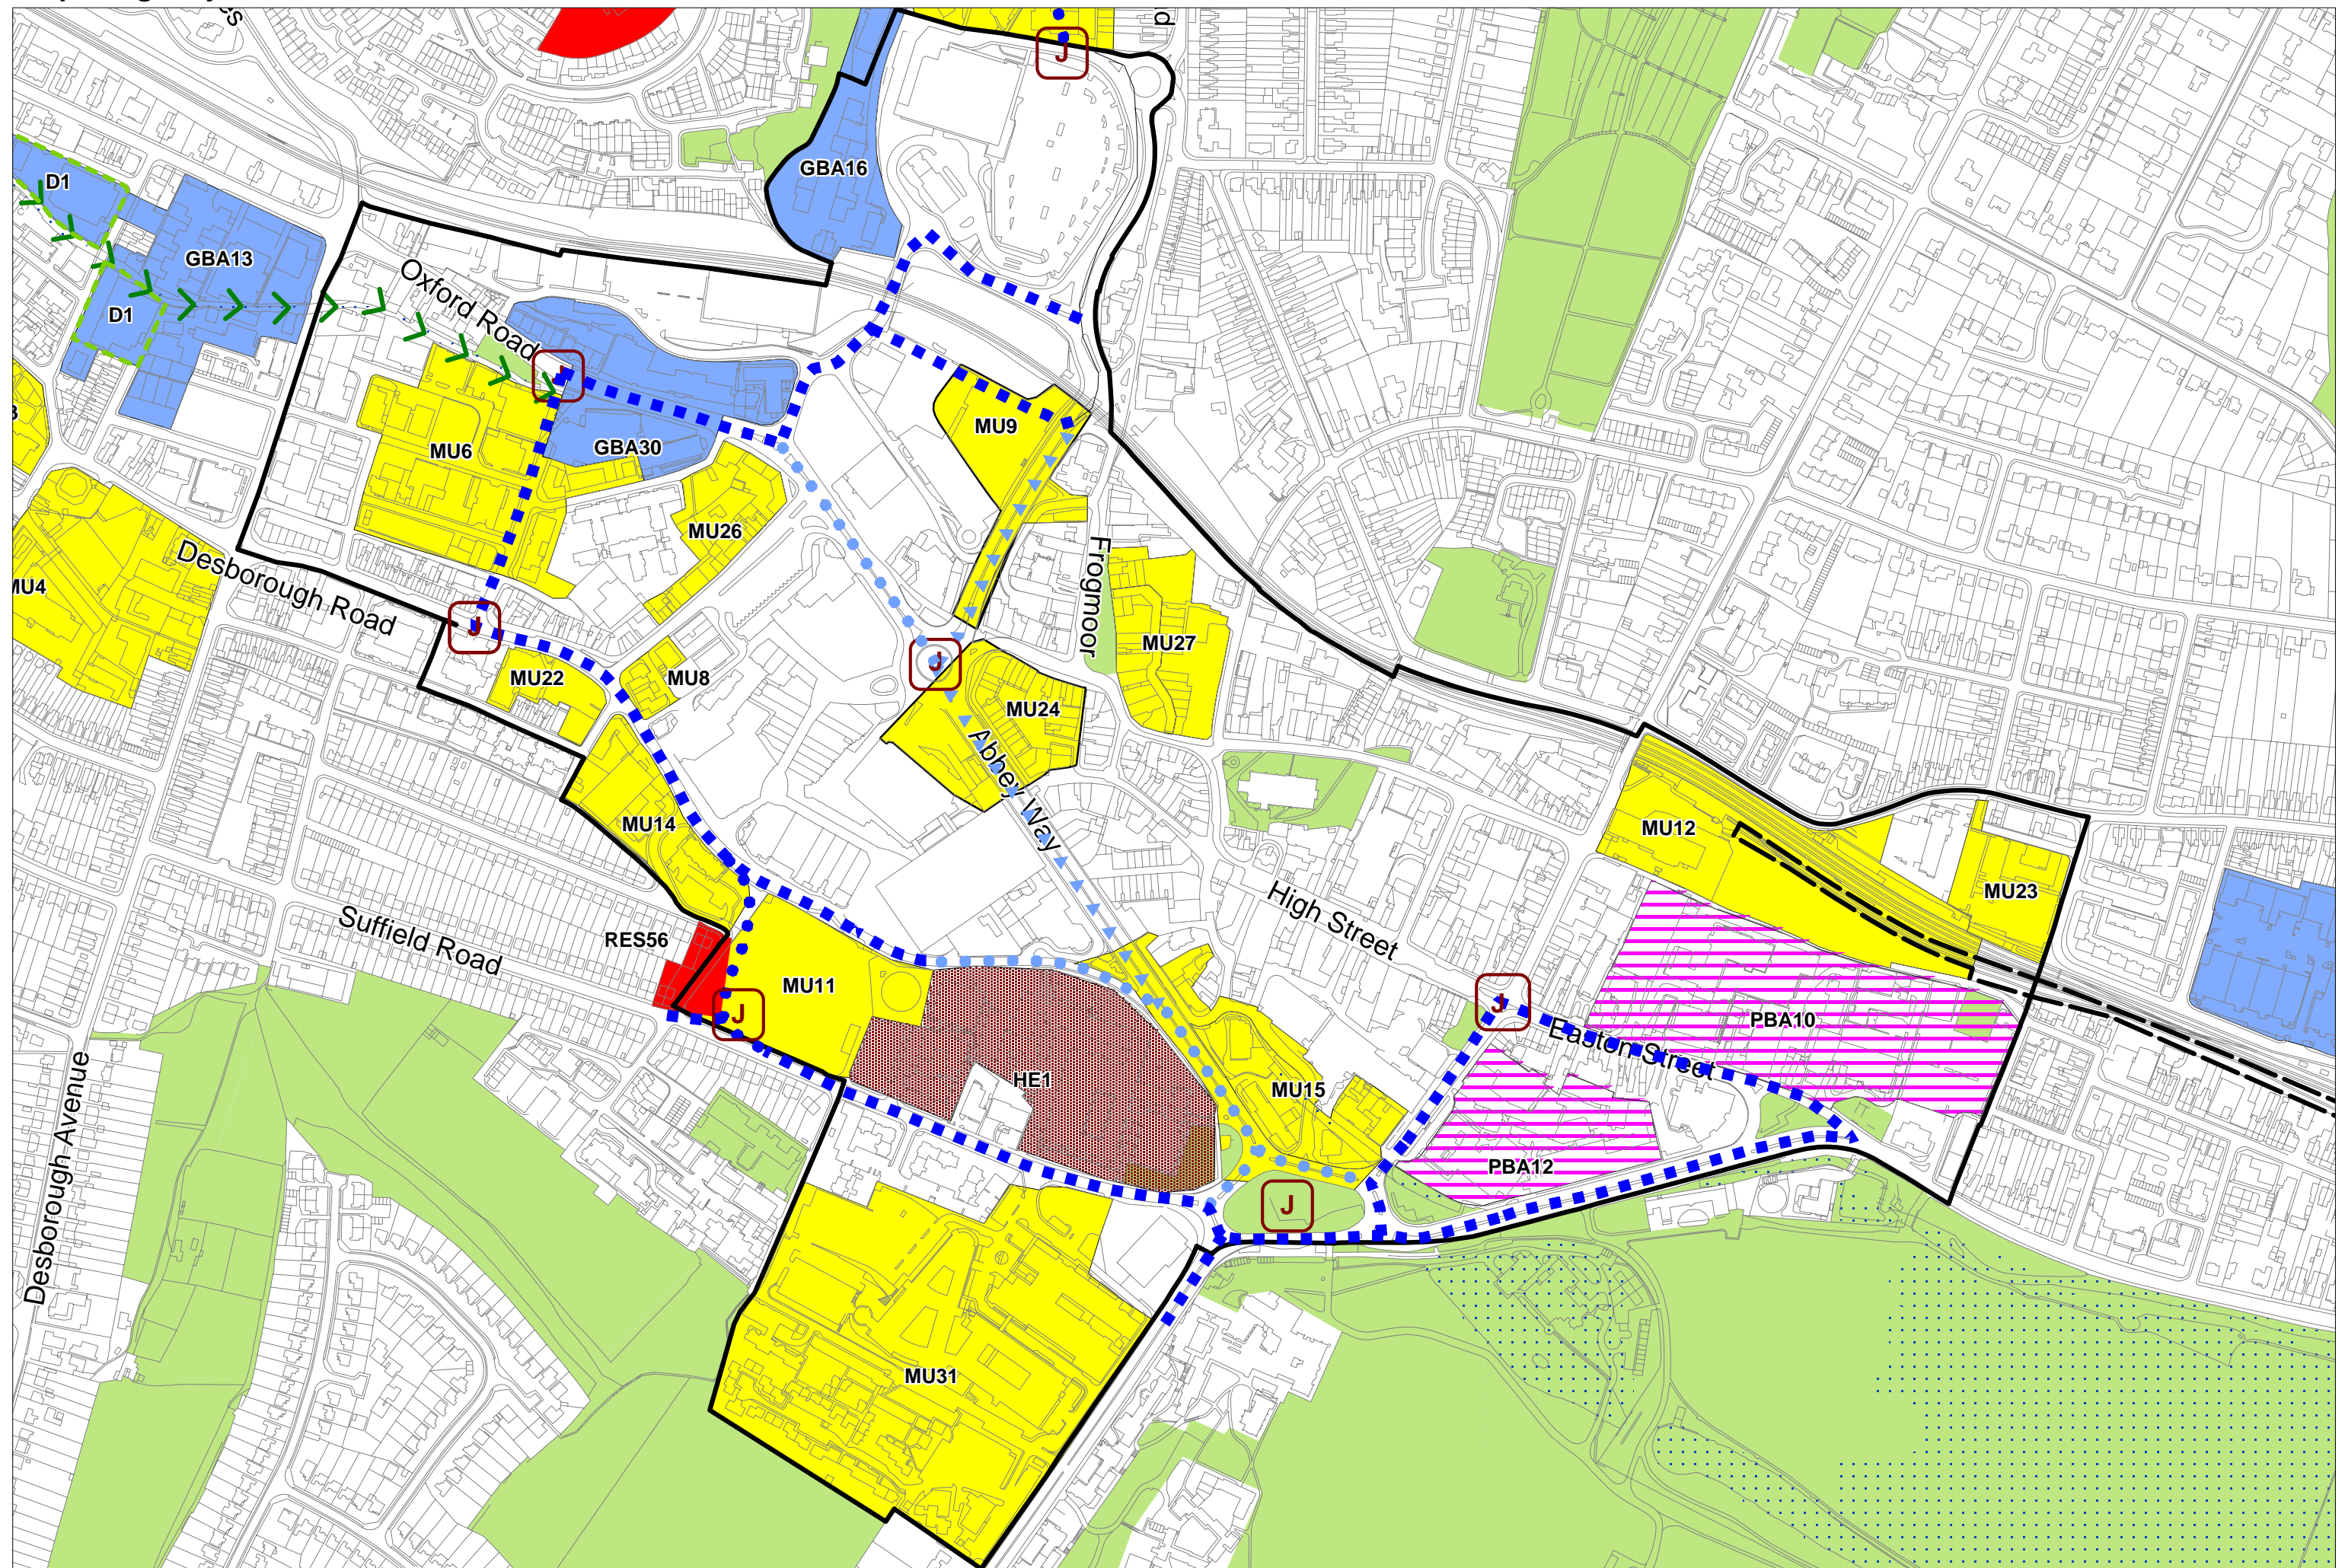 J
D1
GBA16
GBA13
D1
Oxford Road
J
MU9
MU6
GBA30
MU26
Desborough Road
Frogmoor
MU4
J
J
MU27
MU22
MU8
MU24
Abbey Way
MU14
MU12
High Street
MU23
Suffield Road
RES56
MU11
J
J
PBA10
Easton Street
HE1
MU15
PBA12
Desborough Avenue
J
MU31